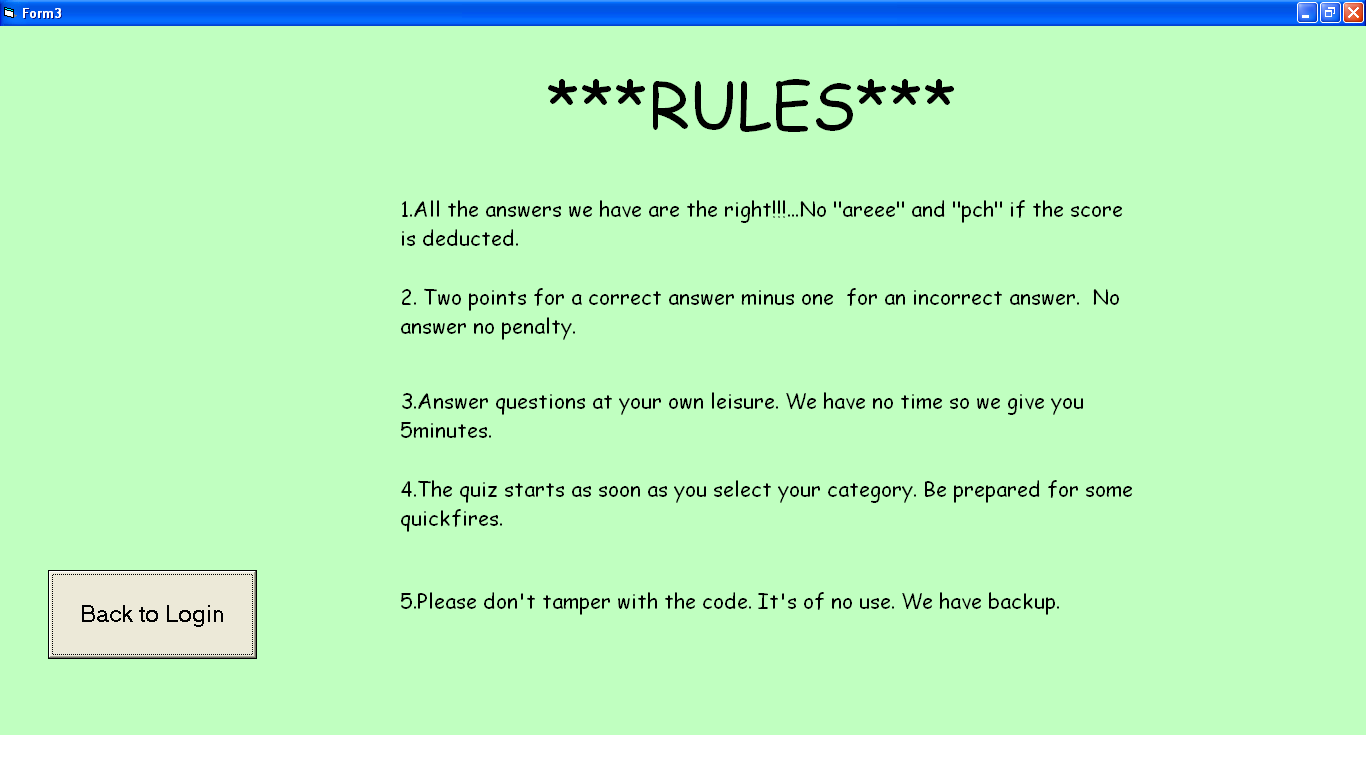 Form3
***RULES***
1.All the answers we have are the right!!!...No "areee" and "pch" if the score
is deducted.
2. Two points for a correct answer minus one  for an incorrect answer.  No
answer no penalty.
3.Answer questions at your own leisure. We have no time so we give you
5minutes.
4.The quiz starts as soon as you select your category. Be prepared for some
quickfires.
5.Please don't tamper with the code. It's of no use. We have backup.
Back to Login